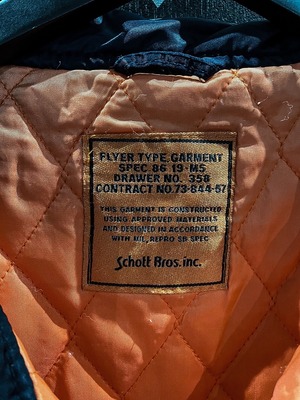 FLYER TYPE, GARMENT
SPEC 86 19-MS
DRAWER NO. 358
CONTRACT NO.73-844-57
THIS GARMENT IS CONSTRUCTED
USING APPROVED MATERIALS
AND DESIGNED IN ACCORDANCE
WITH MIL, REPRO SB SPEC
Schott Bros.inc.